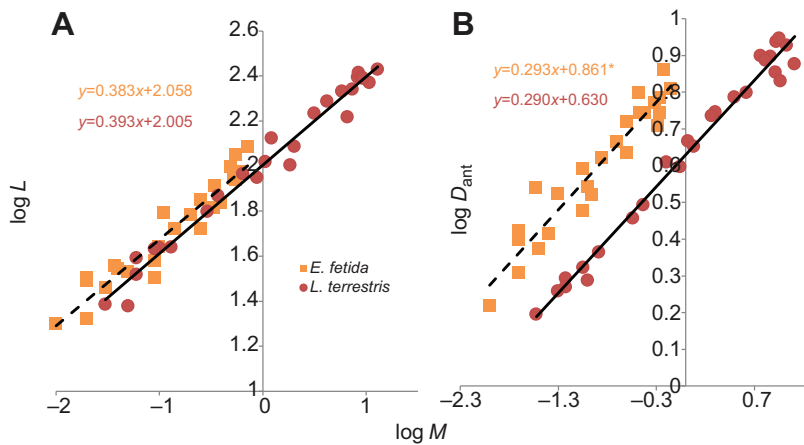 A
2.6
y=0.383x+2.058
2.4
y=0.393x+2.005
2.2
2
log L
1.8
1.6
E. fetida
L. terrestris
1.4
1.2
1
−2
−1
0
1
B
1
y=0.293x+0.861*
0.9
y=0.290x+0.630
0.8
0.7
0.6
log Dant
0.5
0.4
0.3
0.2
0.1
0
−2.3
−1.3
−0.3
0.7
log M